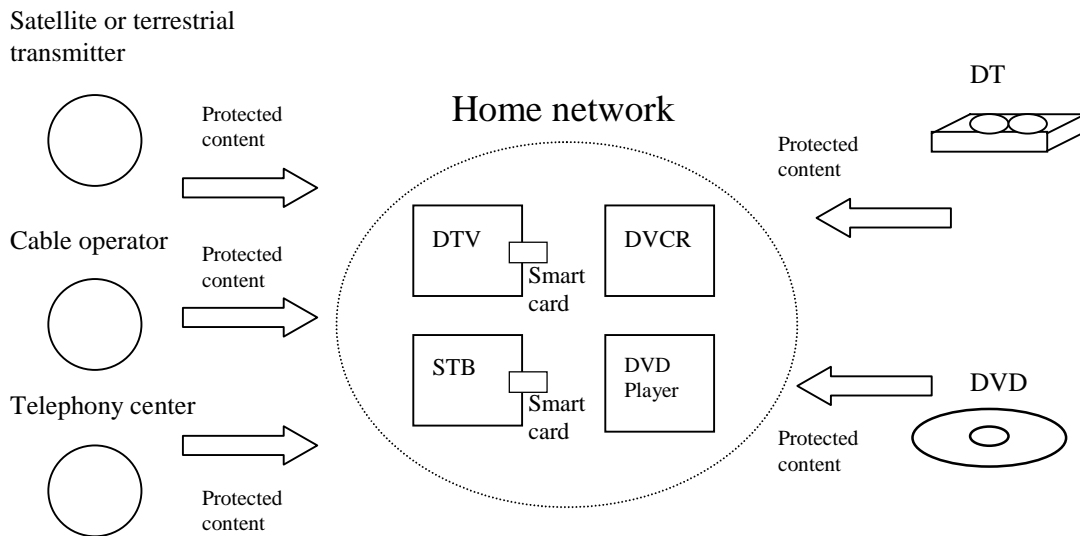 Satellite or terrestrial
transmitter
Protected
content
Cable operator
Protected
content
Telephony center
Protected
content
Home network
DTV
Smart
card
DVCR
STB
Smart
card
DVD
Player
DT
Protected
content
DVD
Protected
content